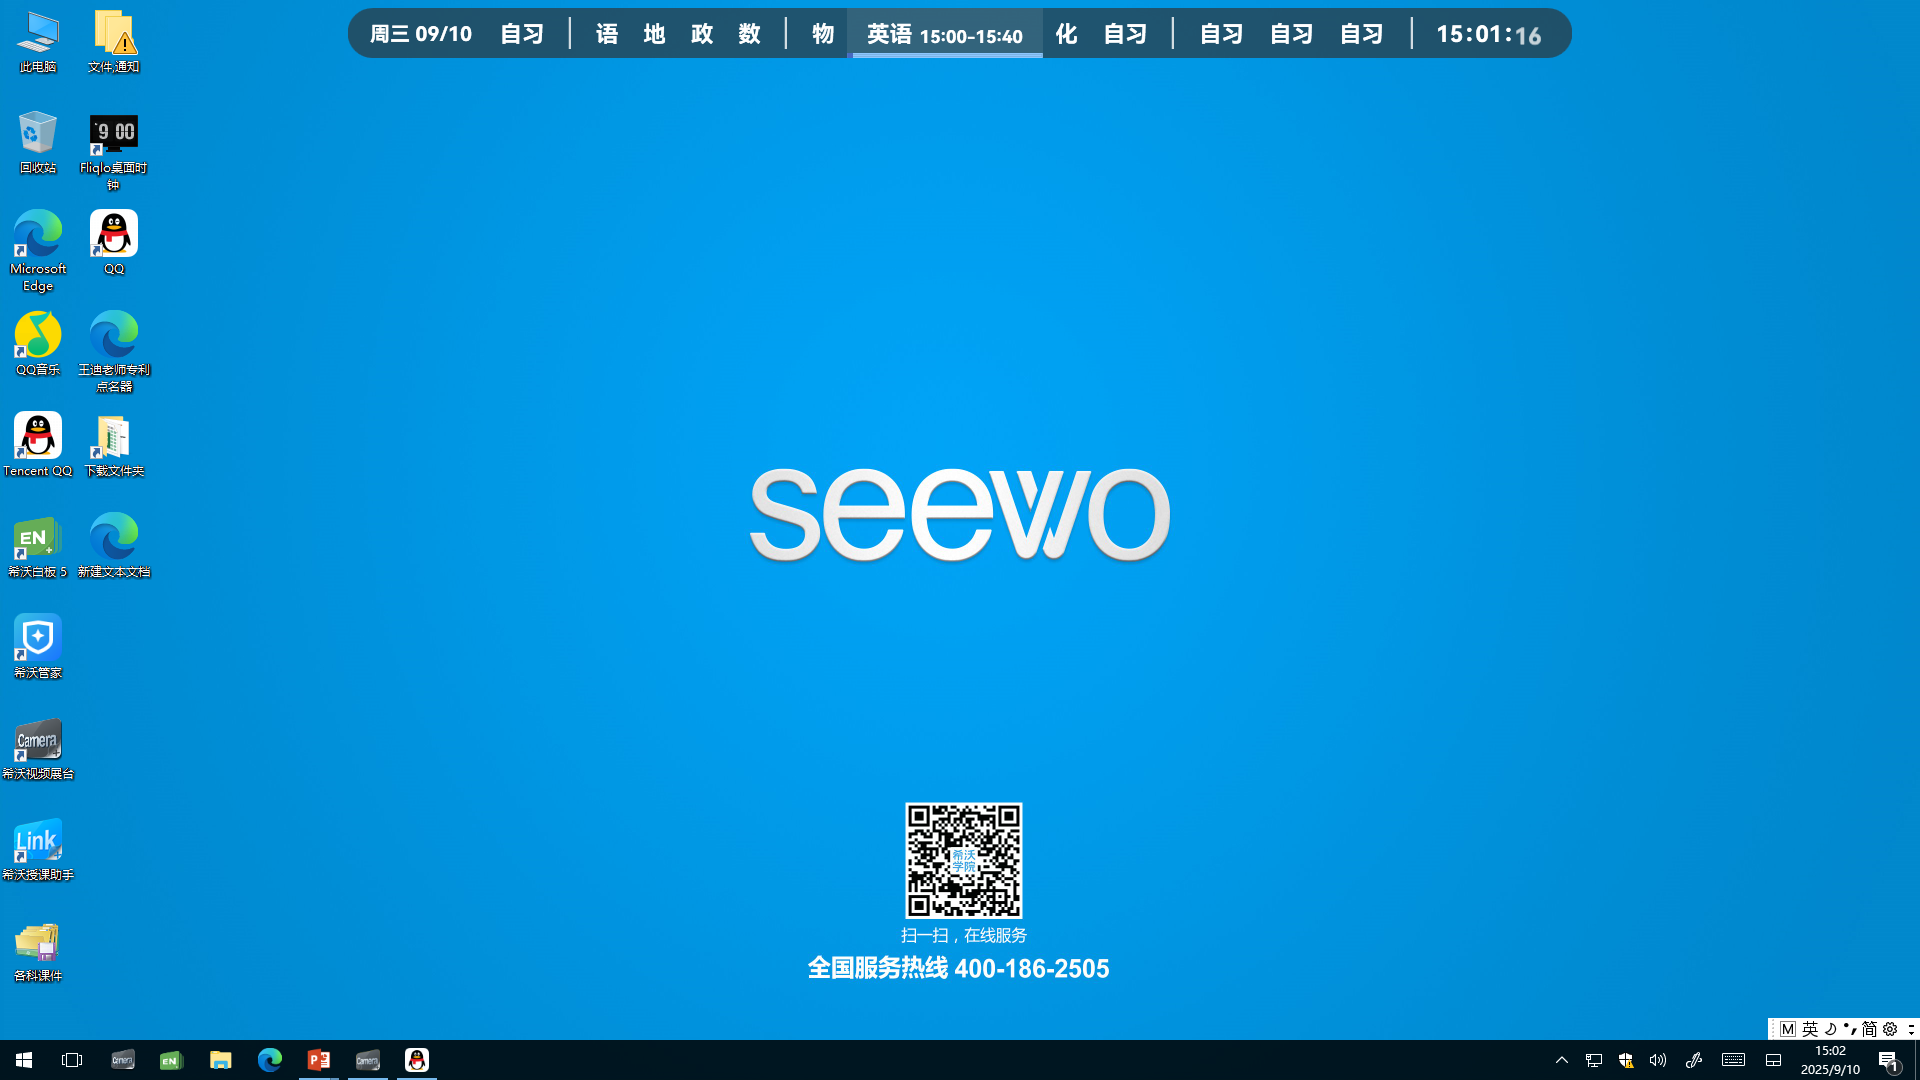 周三 09/10 自习 | 语 地 政 数 | 物 英语 15:00-15:40 化 自习 | 自习 自习 自习 | 15:01:16
此电脑
文件,通知
回收站
Fliqlo桌面时
钟
Microsoft
Edge
QQ
QQ音乐
王迪老师专利
点名器
Tencent QQ
下载文件夹
EN
希沃白板 5
新建文本文档
希沃管家
Camera
希沃视频展台
Link
希沃授课助手
各科课件
seewo
希沃
学院
扫一扫，在线服务
全国服务热线 400-186-2505
M 英 简
Camera
EN
Camera
15:02
2025/9/10
1
9 00